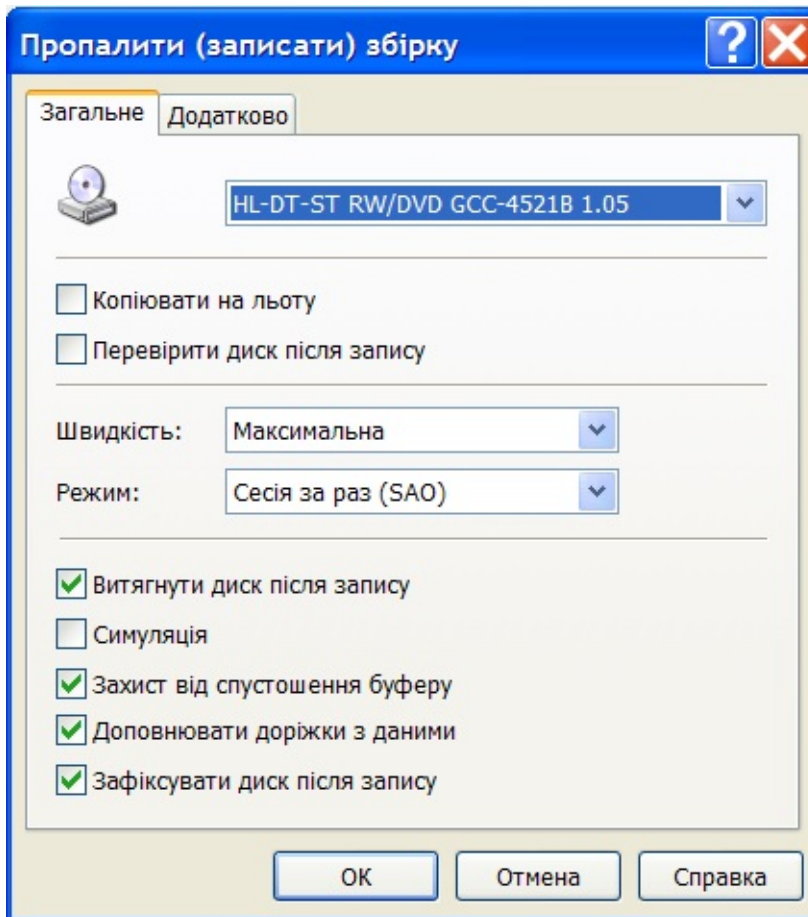 Пропалити (записати) збірку
Загальне Додатково
HL-DT-ST RW/DVD GCC-4521B 1.05
Копіювати на льоту
Перевірити диск після запису
Швидкість: Максимальна
Режим: Сесія за раз (SAO)
Витягнути диск після запису
Симуляція
Захист від спустошення буферу
Доповнювати доріжки з даними
Зафіксувати диск після запису
OK Отмена Справка